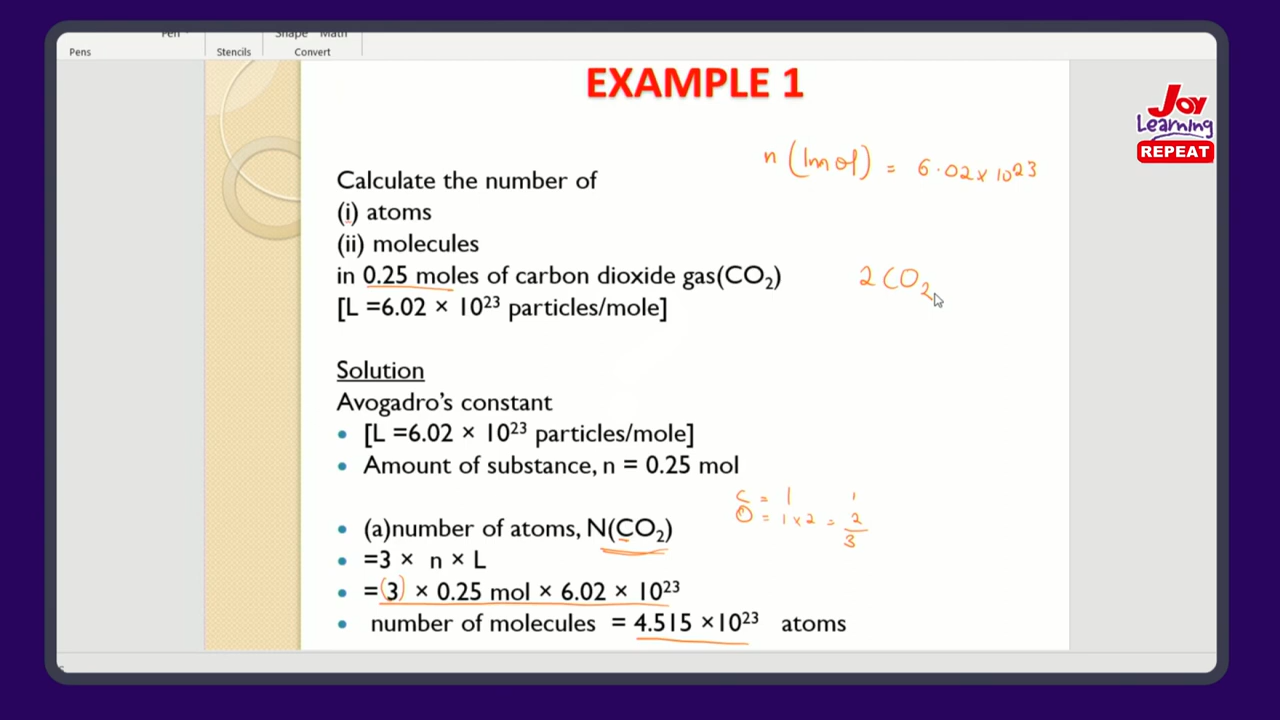 Pen
Shape Math
Pens
Stencils
Convert
EXAMPLE 1
Joy
Learning
REPEAT
n (1mol) = 6.02 x 10²³
Calculate the number of
(i) atoms
(ii) molecules
in 0.25 moles of carbon dioxide gas(CO₂)
2CO₂
[L =6.02 × 10²³ particles/mole]
Solution
Avogadro's constant
• [L =6.02 × 10²³ particles/mole]
• Amount of substance, n = 0.25 mol
C = 1 1
O = 1 x 2 = 2
3
• (a)number of atoms, N(CO₂)
• =3 × n × L
• =(3) × 0.25 mol × 6.02 × 10²³
• number of molecules = 4.515 ×10²³ atoms